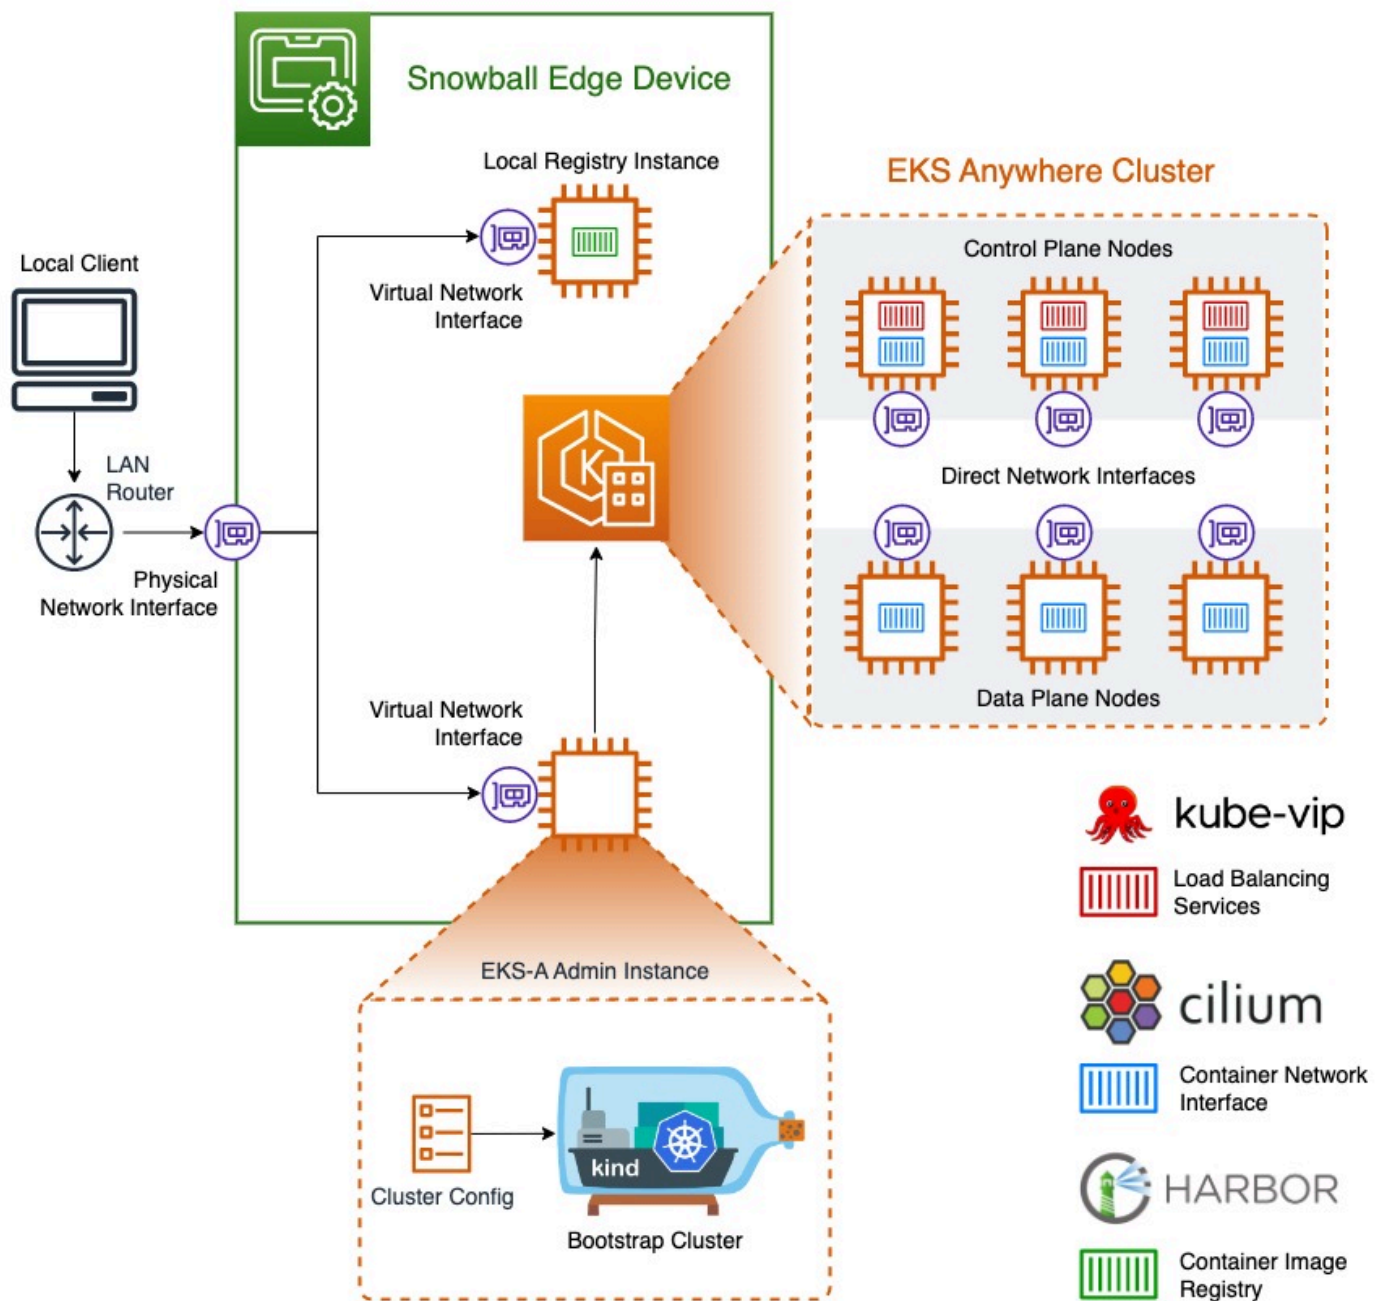 Snowball Edge Device
Local Registry Instance
EKS Anywhere Cluster
Control Plane Nodes
Local Client
Virtual Network
Interface
LAN
Router
K
Direct Network Interfaces
Physical
Network Interface
Data Plane Nodes
Virtual Network
Interface
kube-vip
Load Balancing
Services
EKS-A Admin Instance
cilium
Container Network
Interface
kind
Cluster Config
HARBOR
Bootstrap Cluster
Container Image
Registry